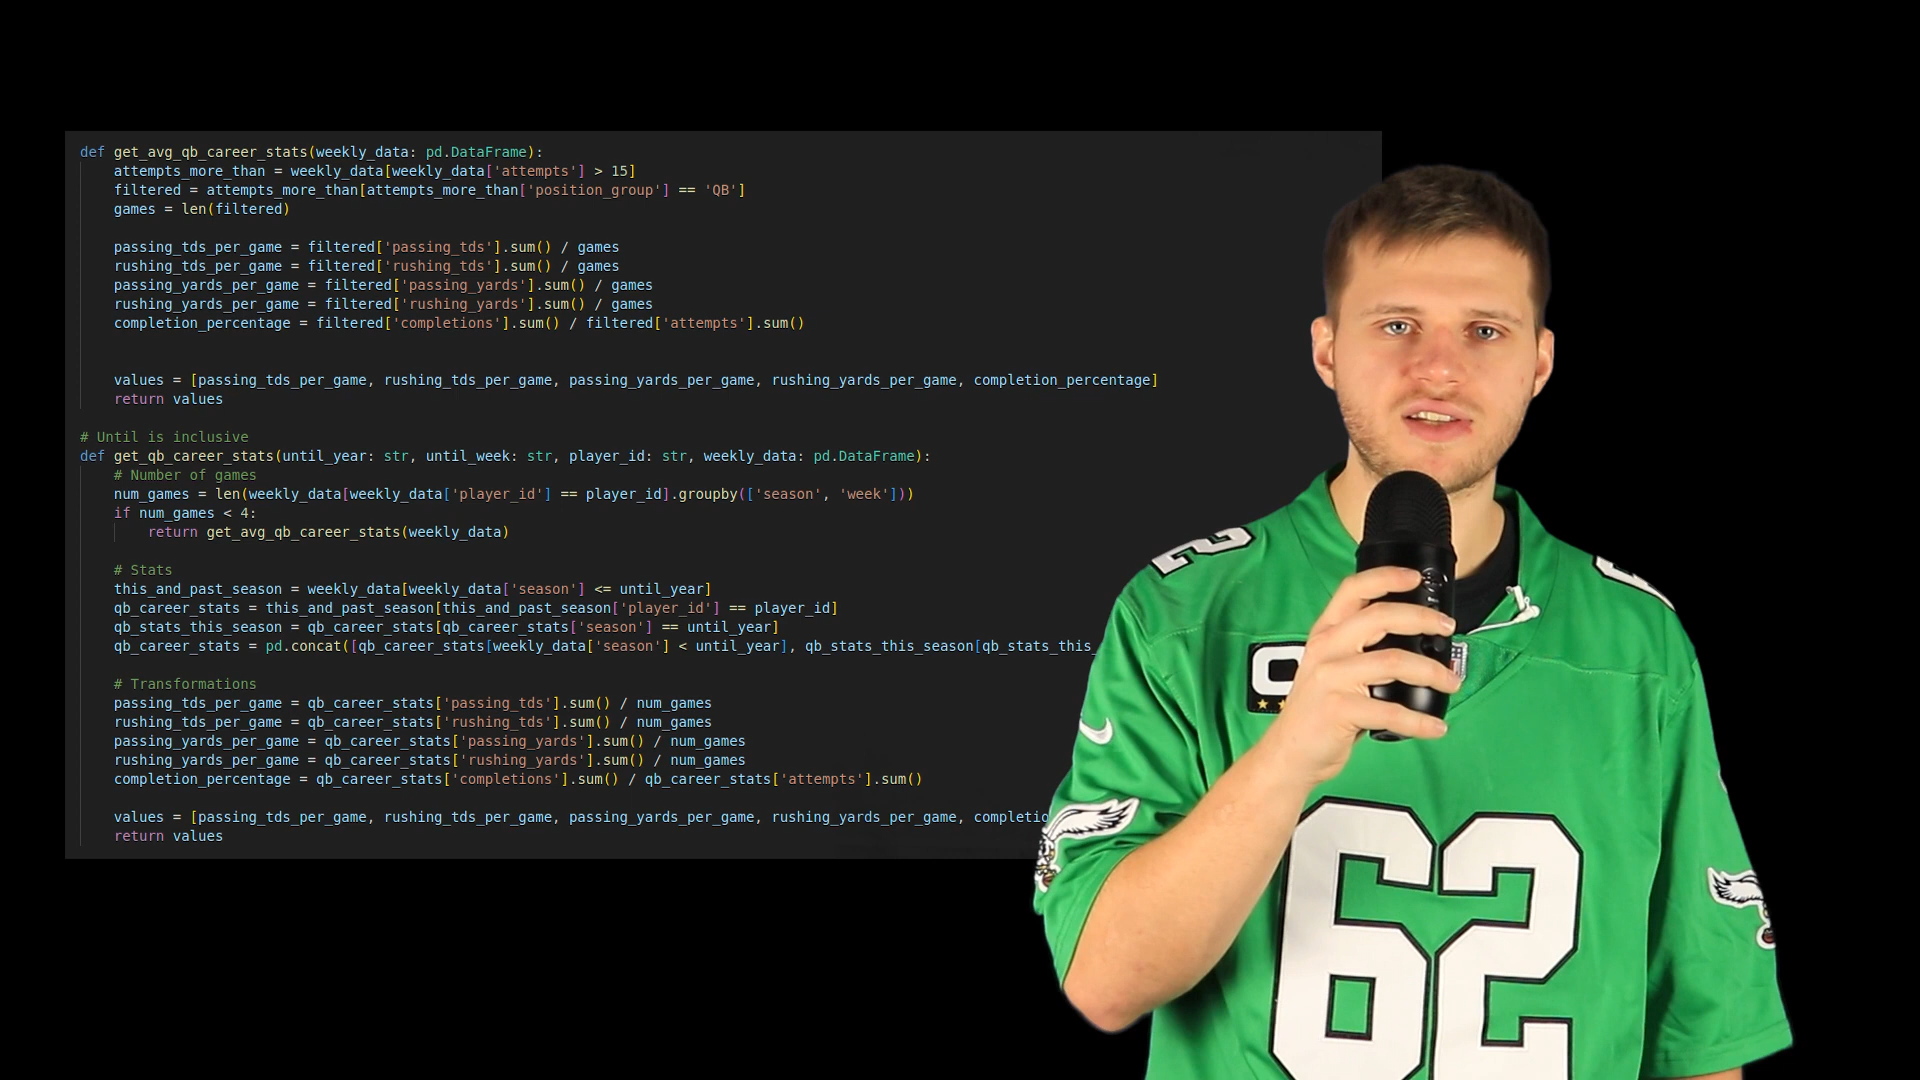 def get_avg_qb_career_stats(weekly_data: pd.DataFrame):
    attempts_more_than = weekly_data[weekly_data['attempts'] > 15]
    filtered = attempts_more_than[attempts_more_than['position_group'] == 'QB']
    games = len(filtered)
    passing_tds_per_game = filtered['passing_tds'].sum() / games
    rushing_tds_per_game = filtered['rushing_tds'].sum() / games
    passing_yards_per_game = filtered['passing_yards'].sum() / games
    rushing_yards_per_game = filtered['rushing_yards'].sum() / games
    completion_percentage = filtered['completions'].sum() / filtered['attempts'].sum()
    values = [passing_tds_per_game, rushing_tds_per_game, passing_yards_per_game, rushing_yards_per_game, completion_percentage]
    return values
# Until is inclusive
def get_qb_career_stats(until_year: str, until_week: str, player_id: str, weekly_data: pd.DataFrame):
    # Number of games
    num_games = len(weekly_data[weekly_data['player_id'] == player_id].groupby(['season', 'week']))
    if num_games < 4:
        return get_avg_qb_career_stats(weekly_data)
    # Stats
    this_and_past_season = weekly_data[weekly_data['season'] <= until_year]
    qb_career_stats = this_and_past_season[this_and_past_season['player_id'] == player_id]
    qb_stats_this_season = qb_career_stats[qb_career_stats['season'] == until_year]
    qb_career_stats = pd.concat([qb_career_stats[weekly_data['season'] < until_year], qb_stats_this_season[qb_stats_this_
    # Transformations
    passing_tds_per_game = qb_career_stats['passing_tds'].sum() / num_games
    rushing_tds_per_game = qb_career_stats['rushing_tds'].sum() / num_games
    passing_yards_per_game = qb_career_stats['passing_yards'].sum() / num_games
    rushing_yards_per_game = qb_career_stats['rushing_yards'].sum() / num_games
    completion_percentage = qb_career_stats['completions'].sum() / qb_career_stats['attempts'].sum()
    values = [passing_tds_per_game, rushing_tds_per_game, passing_yards_per_game, rushing_yards_per_game, completio
    return values
2
C
62